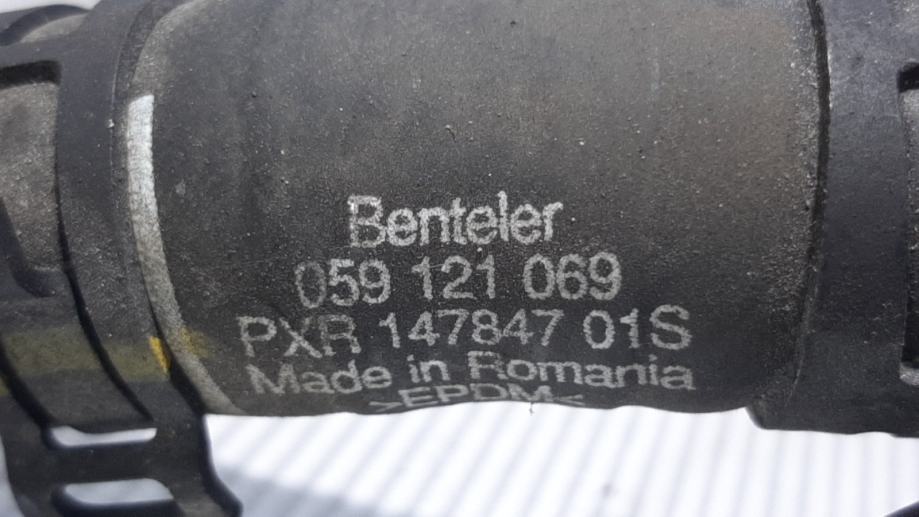 Benteler
059 121 069
PXR 147847 01S
Made in Romania
>EPDM<